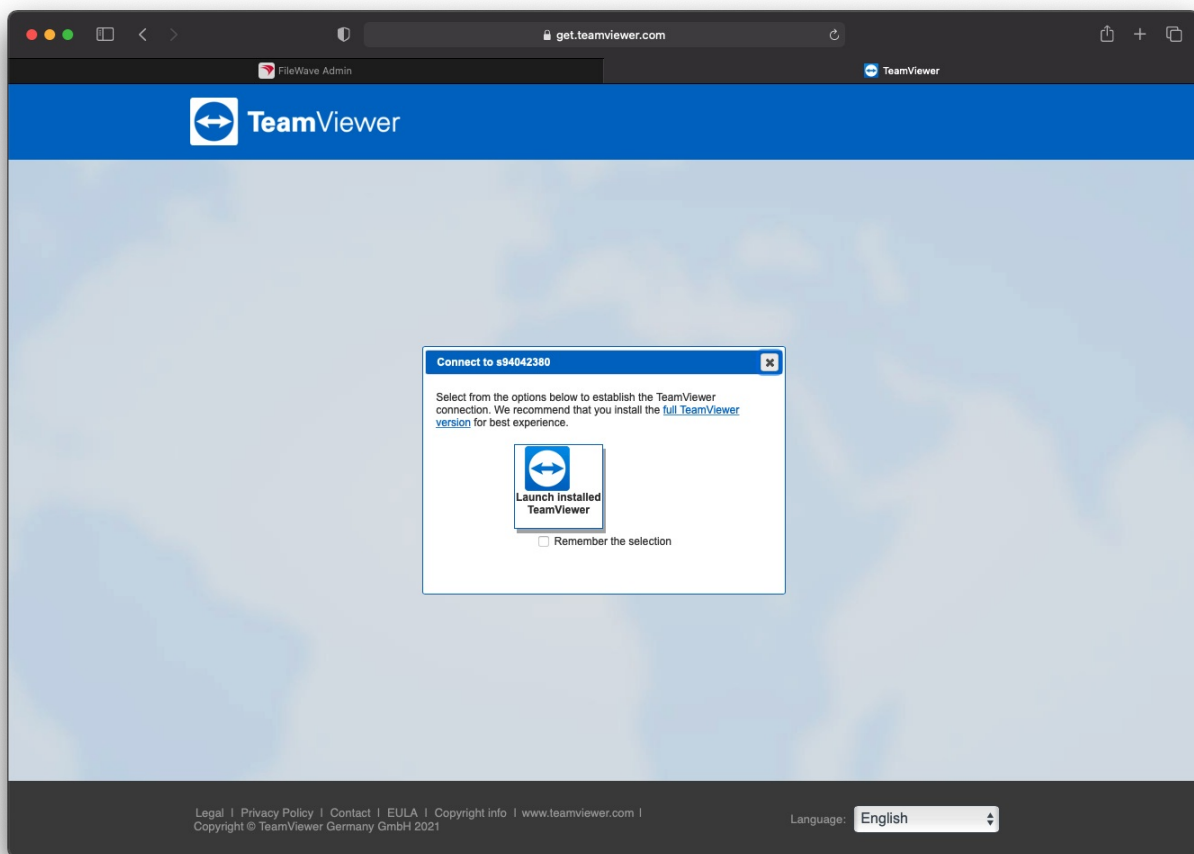 get.teamviewer.com
FileWave Admin
TeamViewer
TeamViewer
Connect to s94042380
Select from the options below to establish the TeamViewer
connection. We recommend that you install the full TeamViewer
version for best experience.
Launch installed
TeamViewer
Remember the selection
Legal | Privacy Policy | Contact | EULA | Copyright info | www.teamviewer.com |
Copyright © TeamViewer Germany GmbH 2021
Language: English